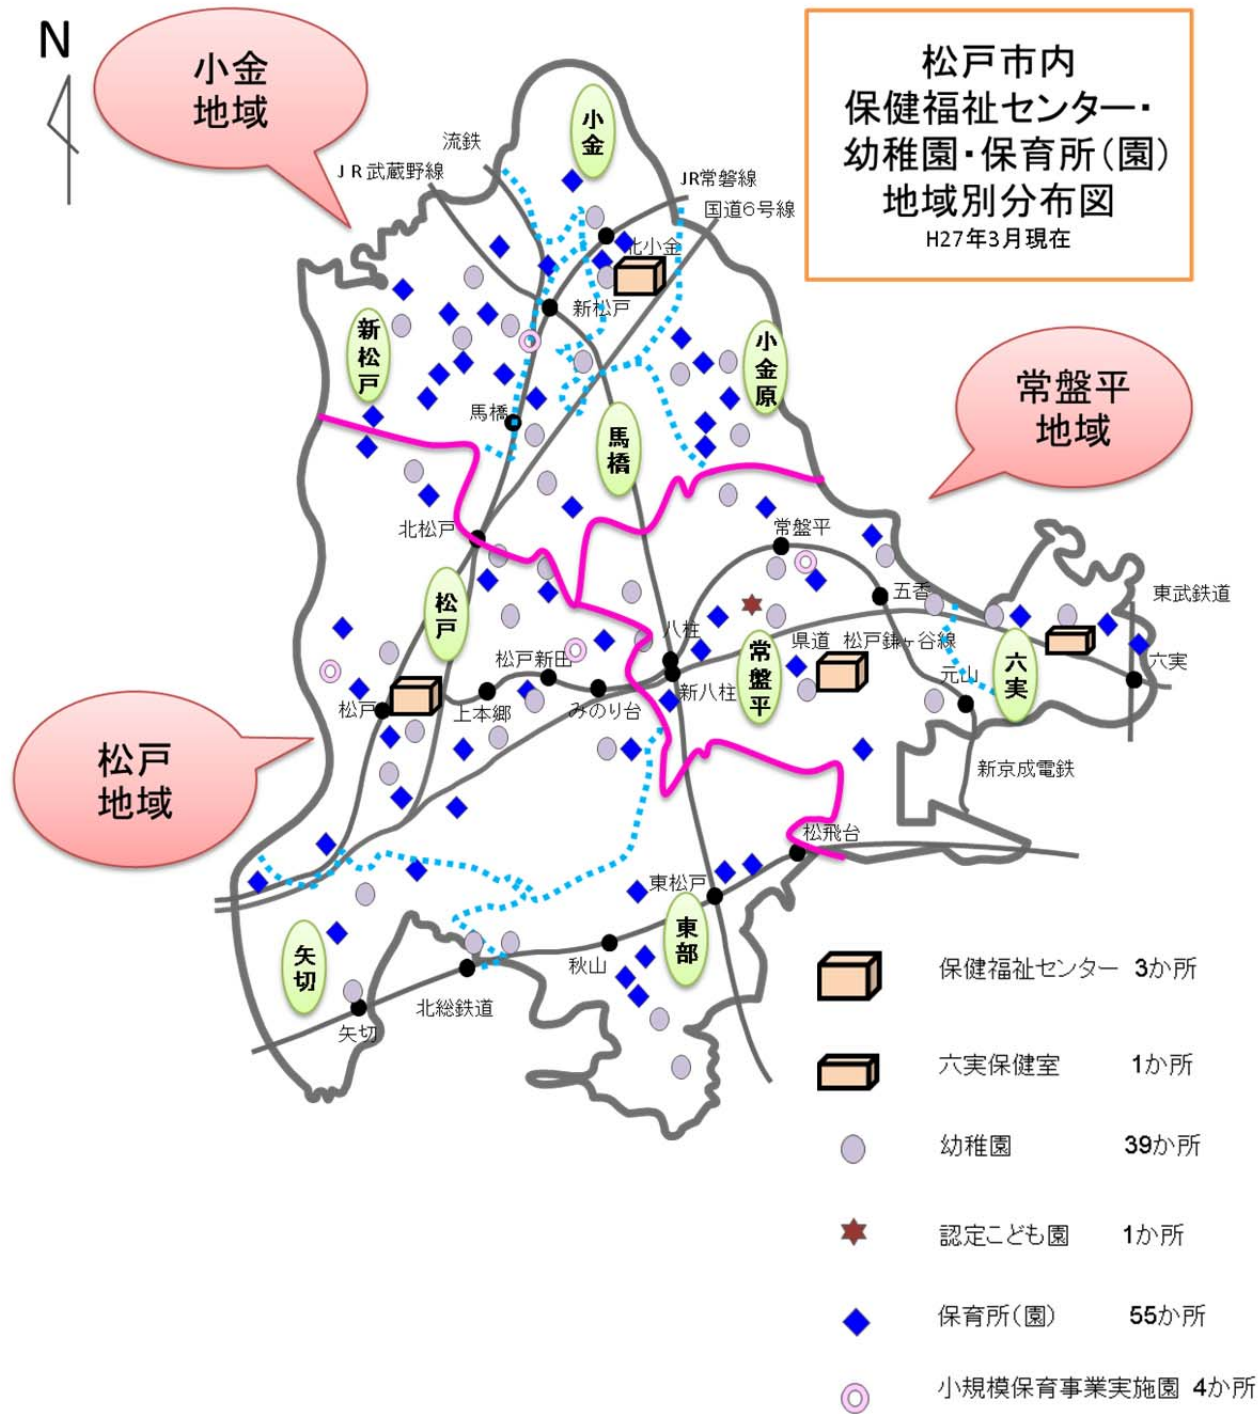 N
小金
地域
松戸市内
保健福祉センター・
幼稚園・保育所(園)
地域別分布図
H27年3月現在
小金
流鉄
JR武蔵野線
JR常磐線
国道6号線
北小金
新松戸
新松戸
小金原
常盤平
地域
馬橋
馬橋
北松戸
常盤平
五香
東武鉄道
松戸
八柱
県道 松戸鎌ヶ谷線
六実
六実
松戸新田
常盤平
元山
松戸
上本郷
みのり台
新八柱
松戸
地域
新京成電鉄
松飛台
東松戸
東部
矢切
秋山
北総鉄道
矢切
保健福祉センター 3か所
六実保健室 1か所
幼稚園 39か所
認定こども園 1か所
保育所(園) 55か所
小規模保育事業実施園 4か所